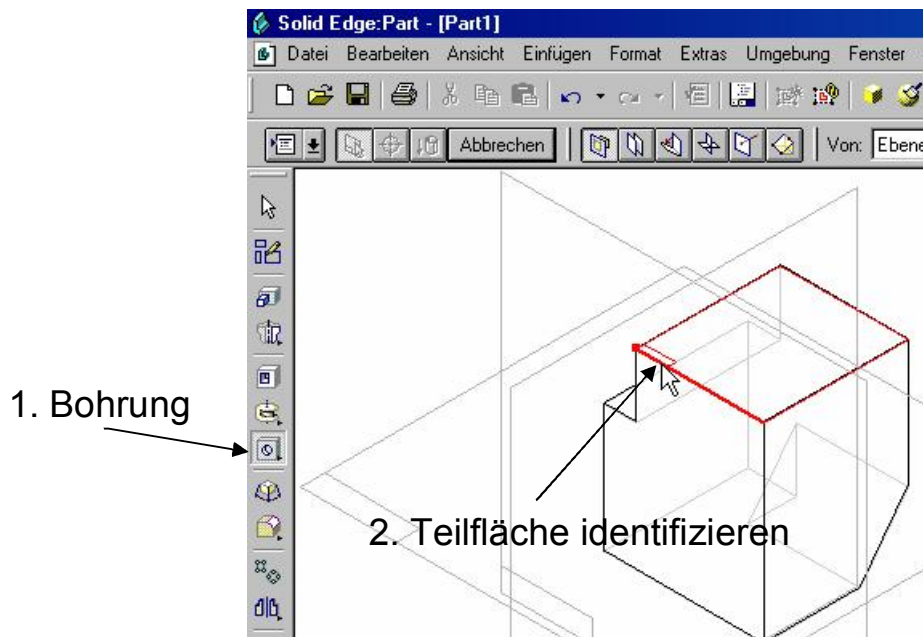 Solid Edge:Part - [Part1]
Datei Bearbeiten Ansicht Einfügen Format Extras Umgebung Fenster
Abbrechen Von: Ebene
1. Bohrung
2. Teilfläche identifizieren